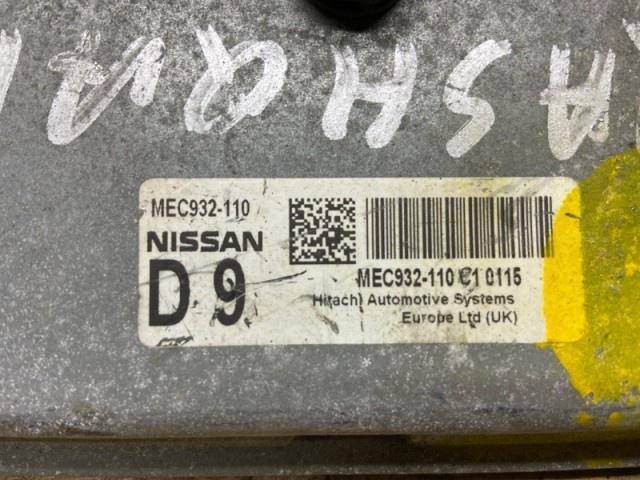 ASHQAI
MEC932-110
NISSAN
D 9
MEC932-110 C1 0115
Hitachi Automotive Systems
Europe Ltd (UK)